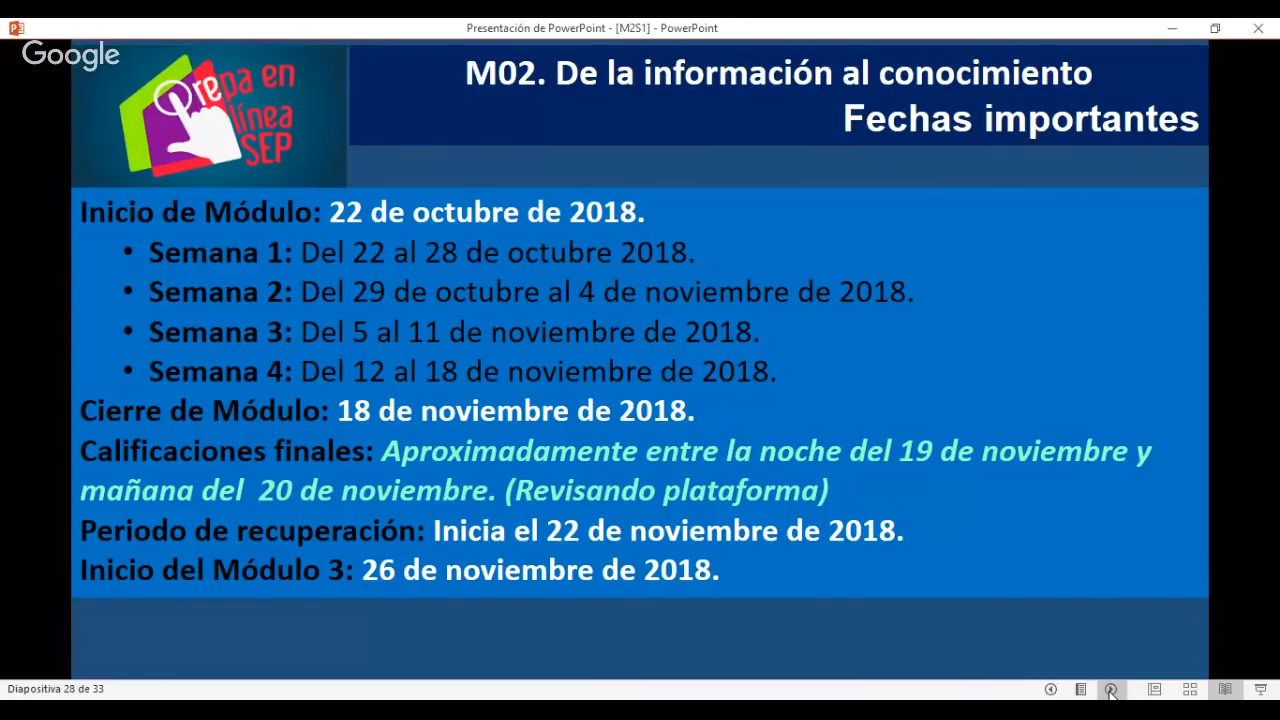 Presentación de PowerPoint - [M2S1] - PowerPoint
Google
Prepa en
línea
SEP
M02. De la información al conocimiento
Fechas importantes
Inicio de Módulo: 22 de octubre de 2018.
• Semana 1: Del 22 al 28 de octubre 2018.
• Semana 2: Del 29 de octubre al 4 de noviembre de 2018.
• Semana 3: Del 5 al 11 de noviembre de 2018.
• Semana 4: Del 12 al 18 de noviembre de 2018.
Cierre de Módulo: 18 de noviembre de 2018.
Calificaciones finales: Aproximadamente entre la noche del 19 de noviembre y
mañana del 20 de noviembre. (Revisando plataforma)
Periodo de recuperación: Inicia el 22 de noviembre de 2018.
Inicio del Módulo 3: 26 de noviembre de 2018.
Diapositiva 28 de 33